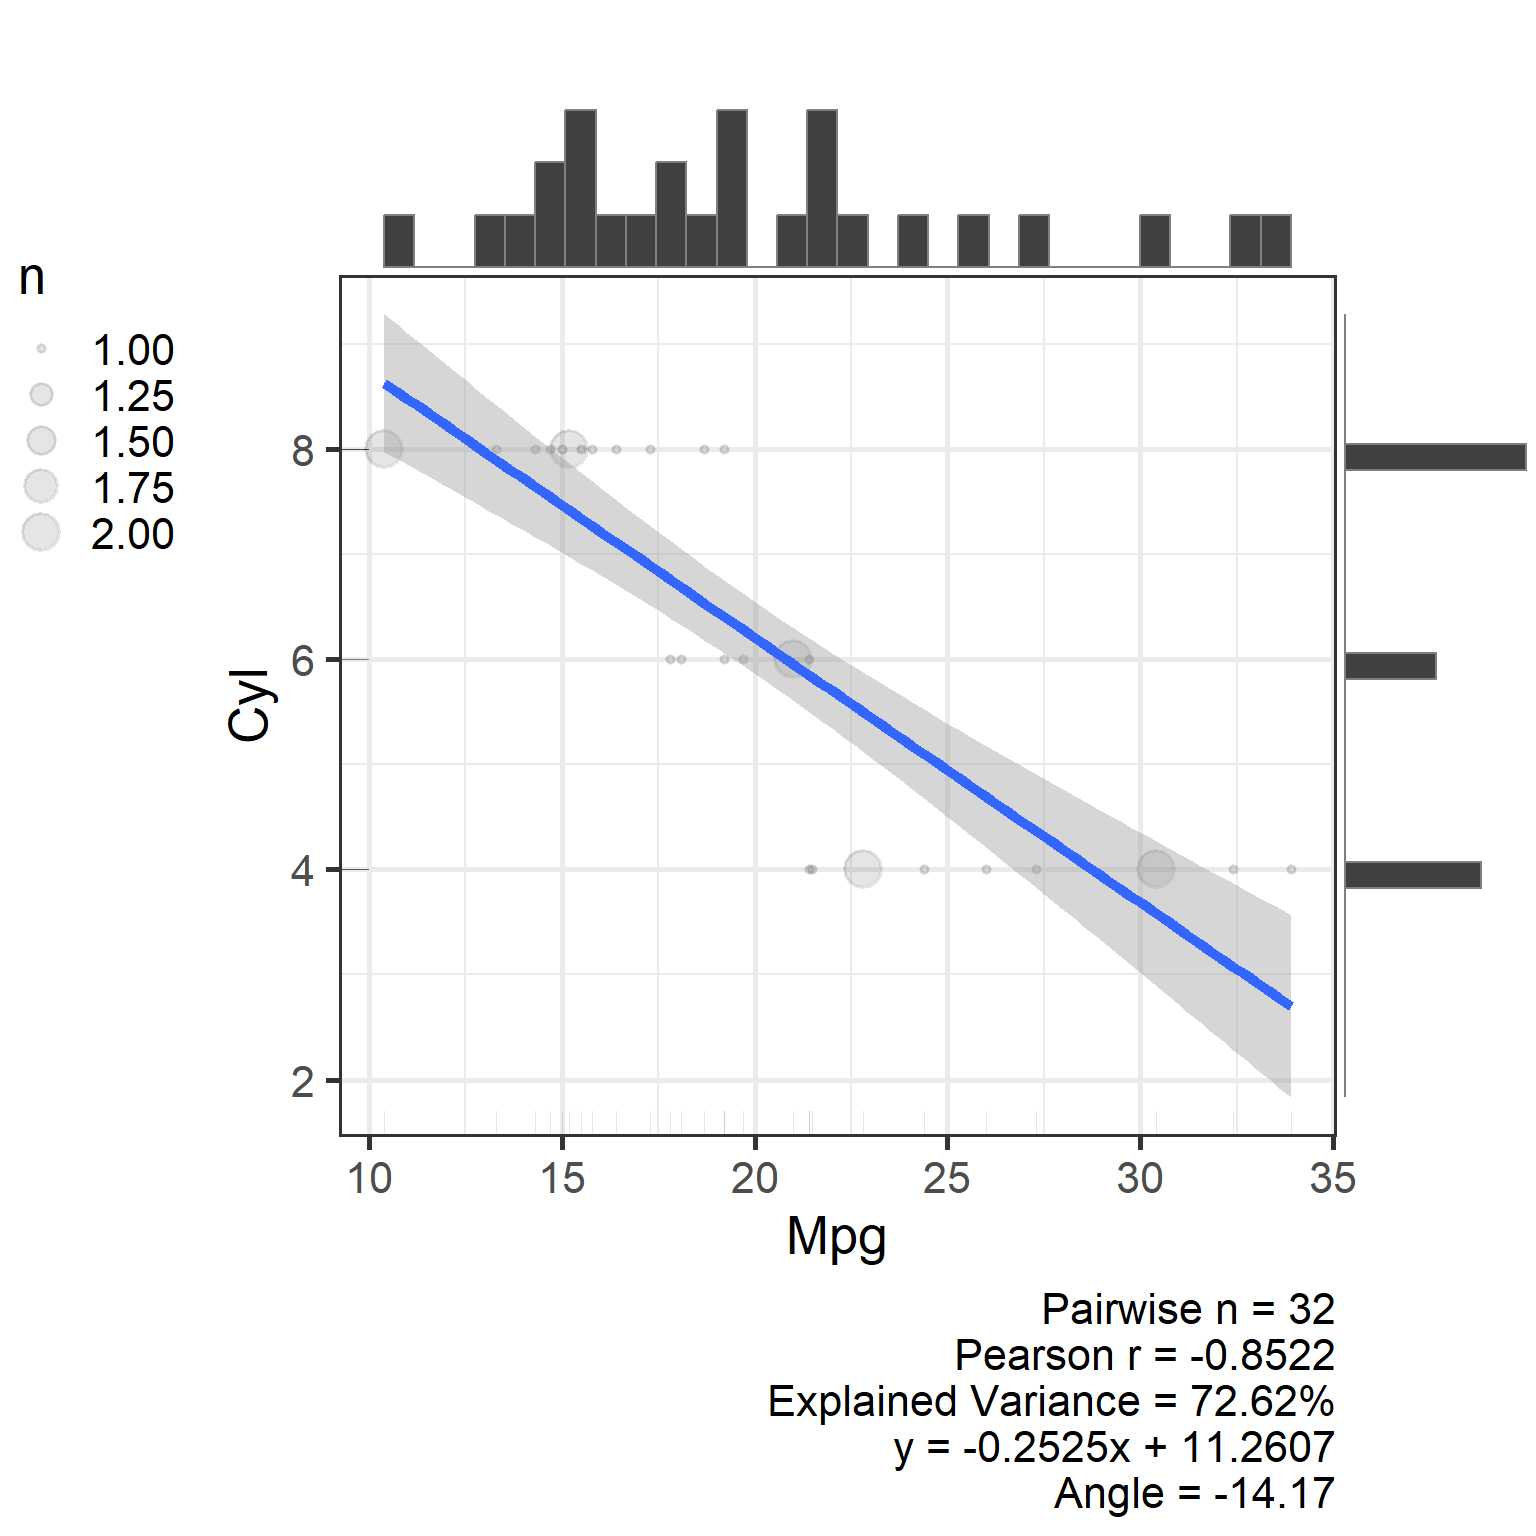 n
1.00
1.25
1.50
1.75
2.00
Cyl
8
6
4
2
10 15 20 25 30 35
Mpg
Pairwise n = 32
Pearson r = -0.8522
Explained Variance = 72.62%
y = -0.2525x + 11.2607
Angle = -14.17